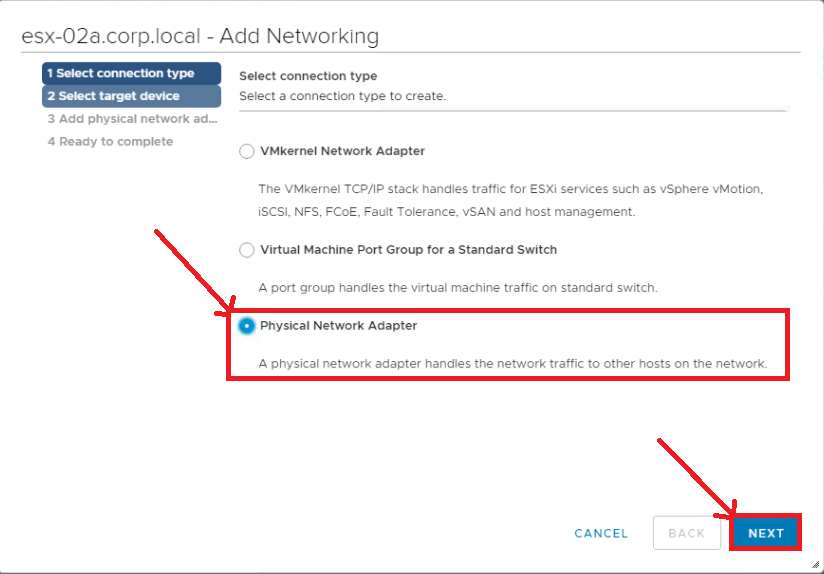 esx-02a.corp.local - Add Networking
1 Select connection type
2 Select target device
3 Add physical network ad...
4 Ready to complete
Select connection type
Select a connection type to create.
VMkernel Network Adapter
The VMkernel TCP/IP stack handles traffic for ESXi services such as vSphere vMotion,
iSCSI, NFS, FCoE, Fault Tolerance, vSAN and host management.
Virtual Machine Port Group for a Standard Switch
A port group handles the virtual machine traffic on standard switch.
Physical Network Adapter
A physical network adapter handles the network traffic to other hosts on the network.
CANCEL
BACK
NEXT